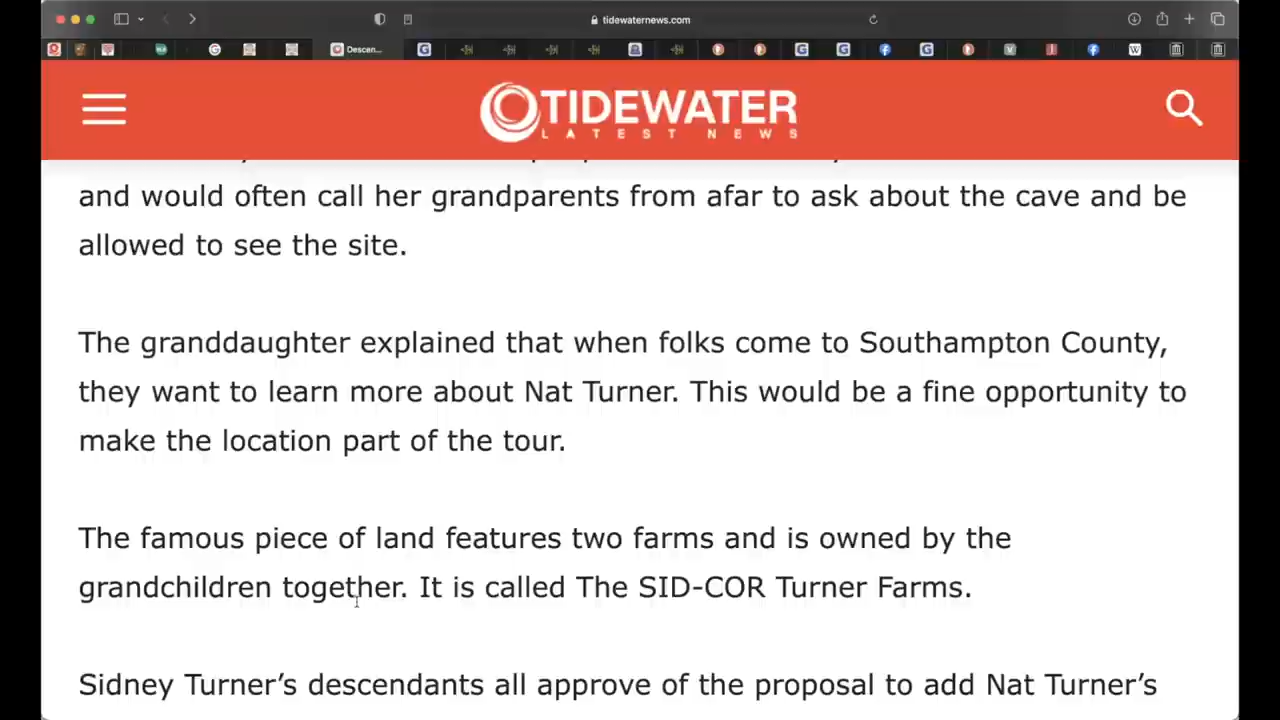 tidewaternews.com
Descen...
TIDEWATER
LATEST NEWS
and would often call her grandparents from afar to ask about the cave and be
allowed to see the site.
The granddaughter explained that when folks come to Southampton County,
they want to learn more about Nat Turner. This would be a fine opportunity to
make the location part of the tour.
The famous piece of land features two farms and is owned by the
grandchildren together. It is called The SID-COR Turner Farms.
Sidney Turner’s descendants all approve of the proposal to add Nat Turner’s